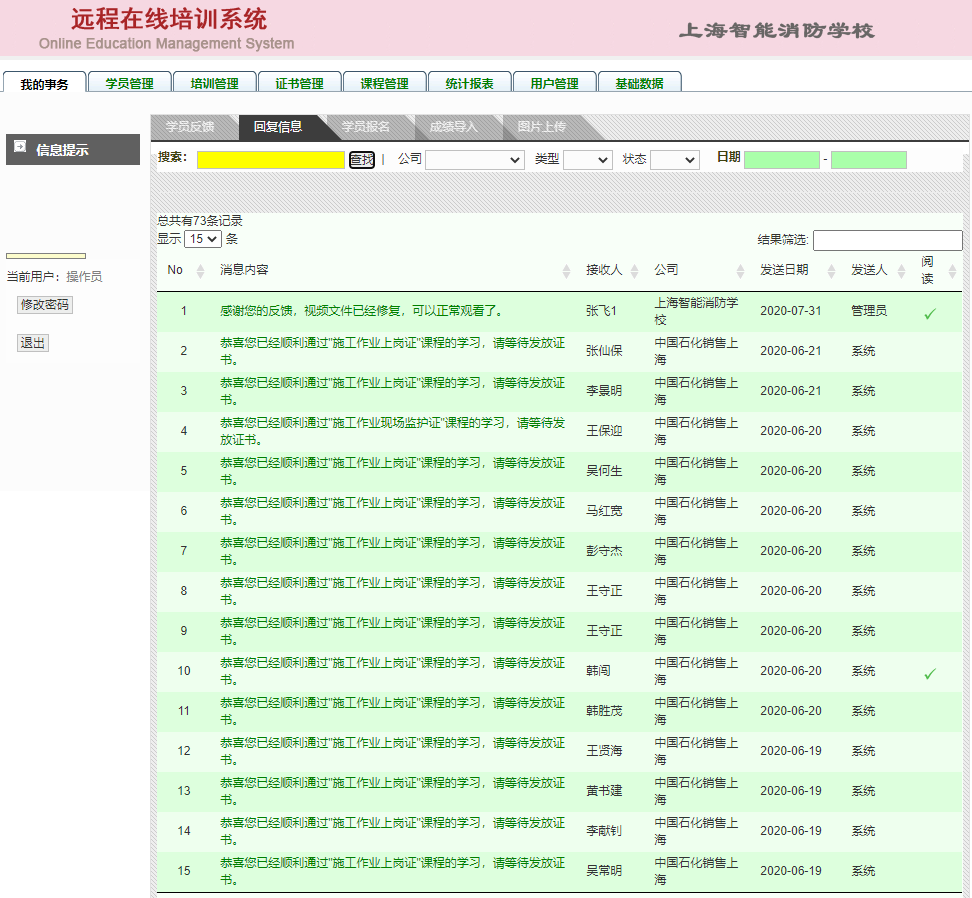 远程在线培训系统
Online Education Management System
上海智能消防学校
我的事务 学员管理 培训管理 证书管理 课程管理 统计报表 用户管理 基础数据
信息提示
当前用户：操作员
修改密码
退出
学员反馈 回复信息 学员报名 成绩导入 图片上传
搜索： 查找 | 公司 类型 状态 日期 -
总共有73条记录
显示 15 条
结果筛选:
No 消息内容 接收人 公司 发送日期 发送人 阅
读
1 感谢您的反馈，视频文件已经修复，可以正常观看了。 张飞1 上海智能消防学 2020-07-31 管理员 ✓
校
2 恭喜您已经顺利通过"施工作业上岗证"课程的学习，请等待发放证 张仙保 中国石化销售上 2020-06-21 系统
书。 海
3 恭喜您已经顺利通过"施工作业上岗证"课程的学习，请等待发放证 李景明 中国石化销售上 2020-06-21 系统
书。 海
4 恭喜您已经顺利通过"施工作业现场监护证"课程的学习，请等待发 王保迎 中国石化销售上 2020-06-20 系统
放证书。 海
5 恭喜您已经顺利通过"施工作业上岗证"课程的学习，请等待发放证 吴何生 中国石化销售上 2020-06-20 系统
书。 海
6 恭喜您已经顺利通过"施工作业上岗证"课程的学习，请等待发放证 马红宽 中国石化销售上 2020-06-20 系统
书。 海
7 恭喜您已经顺利通过"施工作业上岗证"课程的学习，请等待发放证 彭守杰 中国石化销售上 2020-06-20 系统
书。 海
8 恭喜您已经顺利通过"施工作业上岗证"课程的学习，请等待发放证 王守正 中国石化销售上 2020-06-20 系统
书。 海
9 恭喜您已经顺利通过"施工作业上岗证"课程的学习，请等待发放证 王守正 中国石化销售上 2020-06-20 系统
书。 海
10 恭喜您已经顺利通过"施工作业上岗证"课程的学习，请等待发放证 韩闯 中国石化销售上 2020-06-20 系统 ✓
书。 海
11 恭喜您已经顺利通过"施工作业上岗证"课程的学习，请等待发放证 韩胜茂 中国石化销售上 2020-06-20 系统
书。 海
12 恭喜您已经顺利通过"施工作业上岗证"课程的学习，请等待发放证 王贤海 中国石化销售上 2020-06-19 系统
书。 海
13 恭喜您已经顺利通过"施工作业上岗证"课程的学习，请等待发放证 黄书建 中国石化销售上 2020-06-19 系统
书。 海
14 恭喜您已经顺利通过"施工作业上岗证"课程的学习，请等待发放证 李献钊 中国石化销售上 2020-06-19 系统
书。 海
15 恭喜您已经顺利通过"施工作业上岗证"课程的学习，请等待发放证 吴常明 中国石化销售上 2020-06-19 系统
书。 海